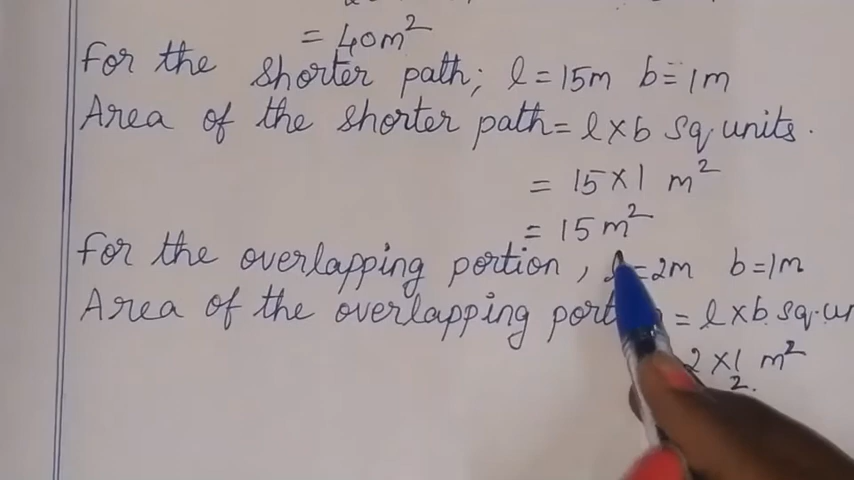 = 40m²
For the shorter path; l = 15m b = 1m
Area of the shorter path = l × b sq units.
= 15 × 1 m²
= 15 m²
For the overlapping portion, l = 2m b = 1m
Area of the overlapping = l × b. sq.
2 × 1 m²
2.